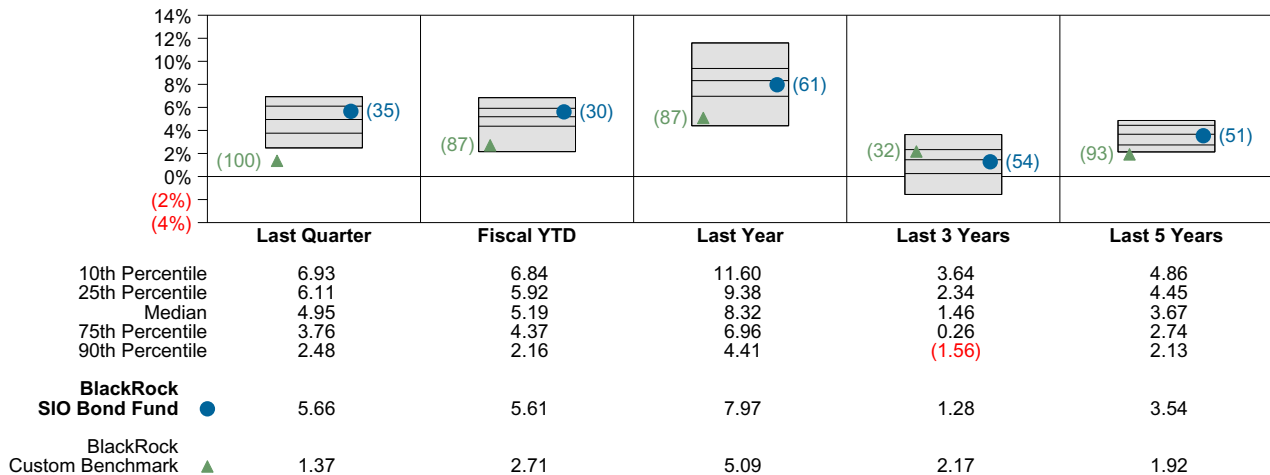 14%
12%
10%
8%
6%
4%
2%
0%
(2%)
(4%)
(100) (35)
(87) (30)
(87) (61)
(32) (54)
(93) (51)
Last Quarter Fiscal YTD Last Year Last 3 Years Last 5 Years
10th Percentile 6.93 6.84 11.60 3.64 4.86
25th Percentile 6.11 5.92 9.38 2.34 4.45
Median 4.95 5.19 8.32 1.46 3.67
75th Percentile 3.76 4.37 6.96 0.26 2.74
90th Percentile 2.48 2.16 4.41 (1.56) 2.13
BlackRock
SIO Bond Fund 5.66 5.61 7.97 1.28 3.54
BlackRock
Custom Benchmark 1.37 2.71 5.09 2.17 1.92